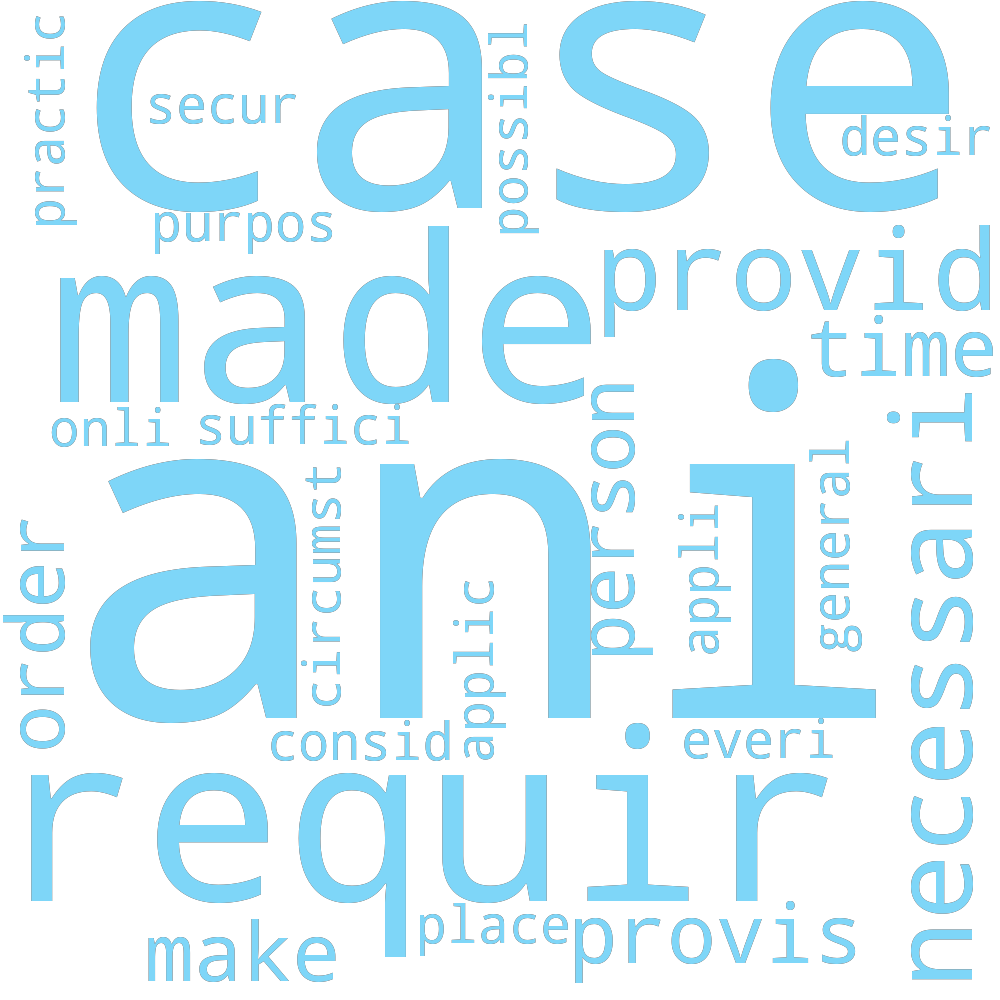 case
practic
secur
possibl
desir
purpos
provid
made
time
onli
suffici
person
necessari
ani
circumst
appli
general
order
applic
consid
everi
requir
place
provis
make